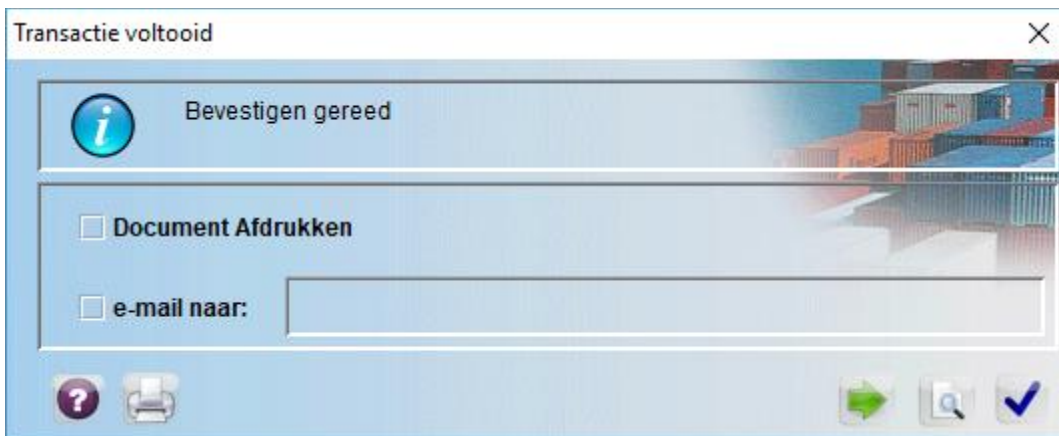 Transactie voltooid
Bevestigen gereed
Document Afdrukken
e-mail naar: